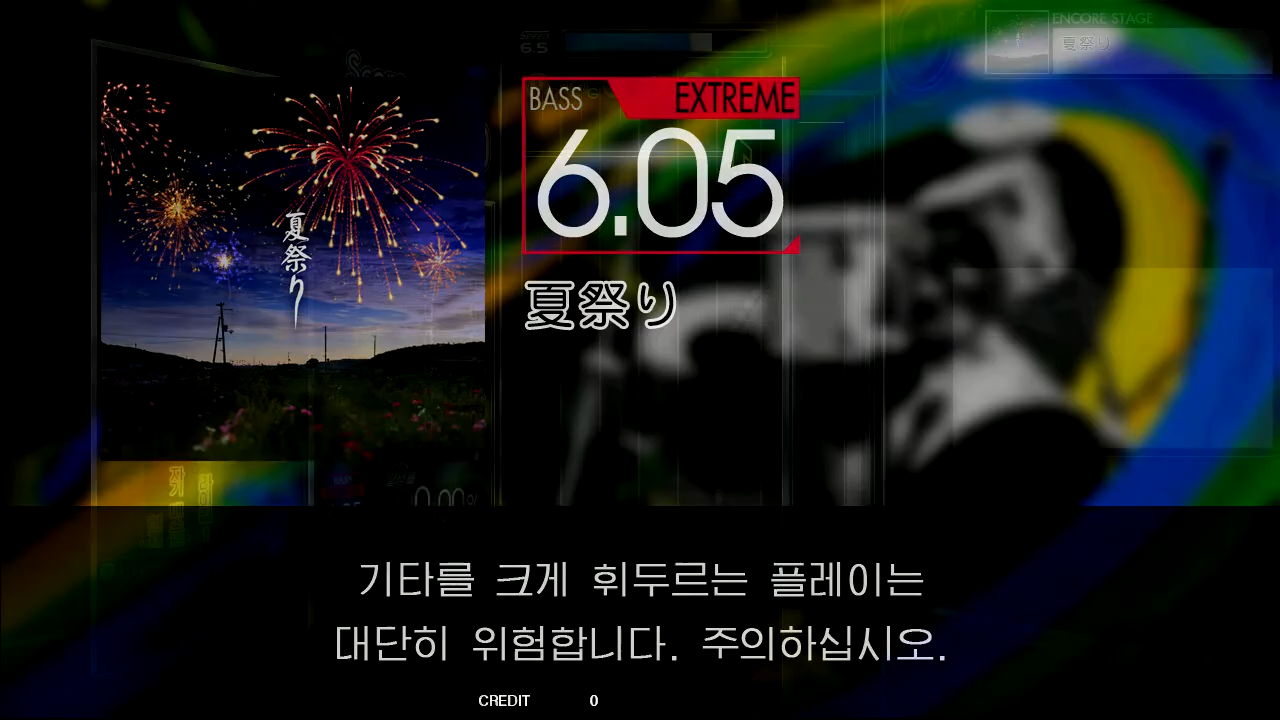 ENCORE STAGE
夏祭り
6.5
BASS EXTREME
6.05
夏祭り
夏祭り
기타를 크게 휘두르는 플레이는
대단히 위험합니다. 주의하십시오.
CREDIT 0